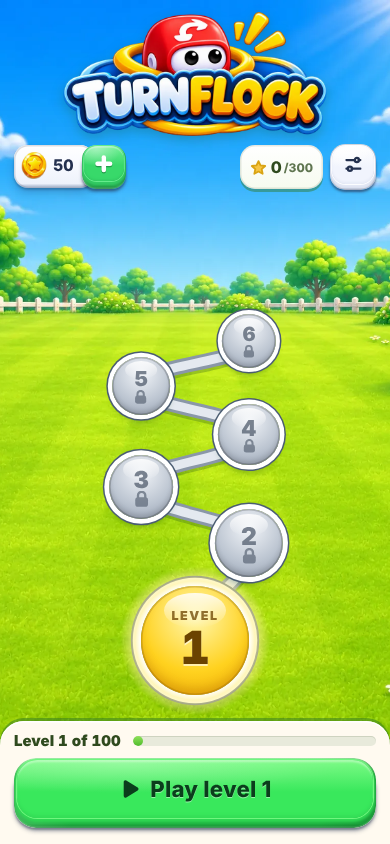 TURNFLOCK
50 +
0/300
6
5
4
3
2
LEVEL
1
Level 1 of 100
Play level 1